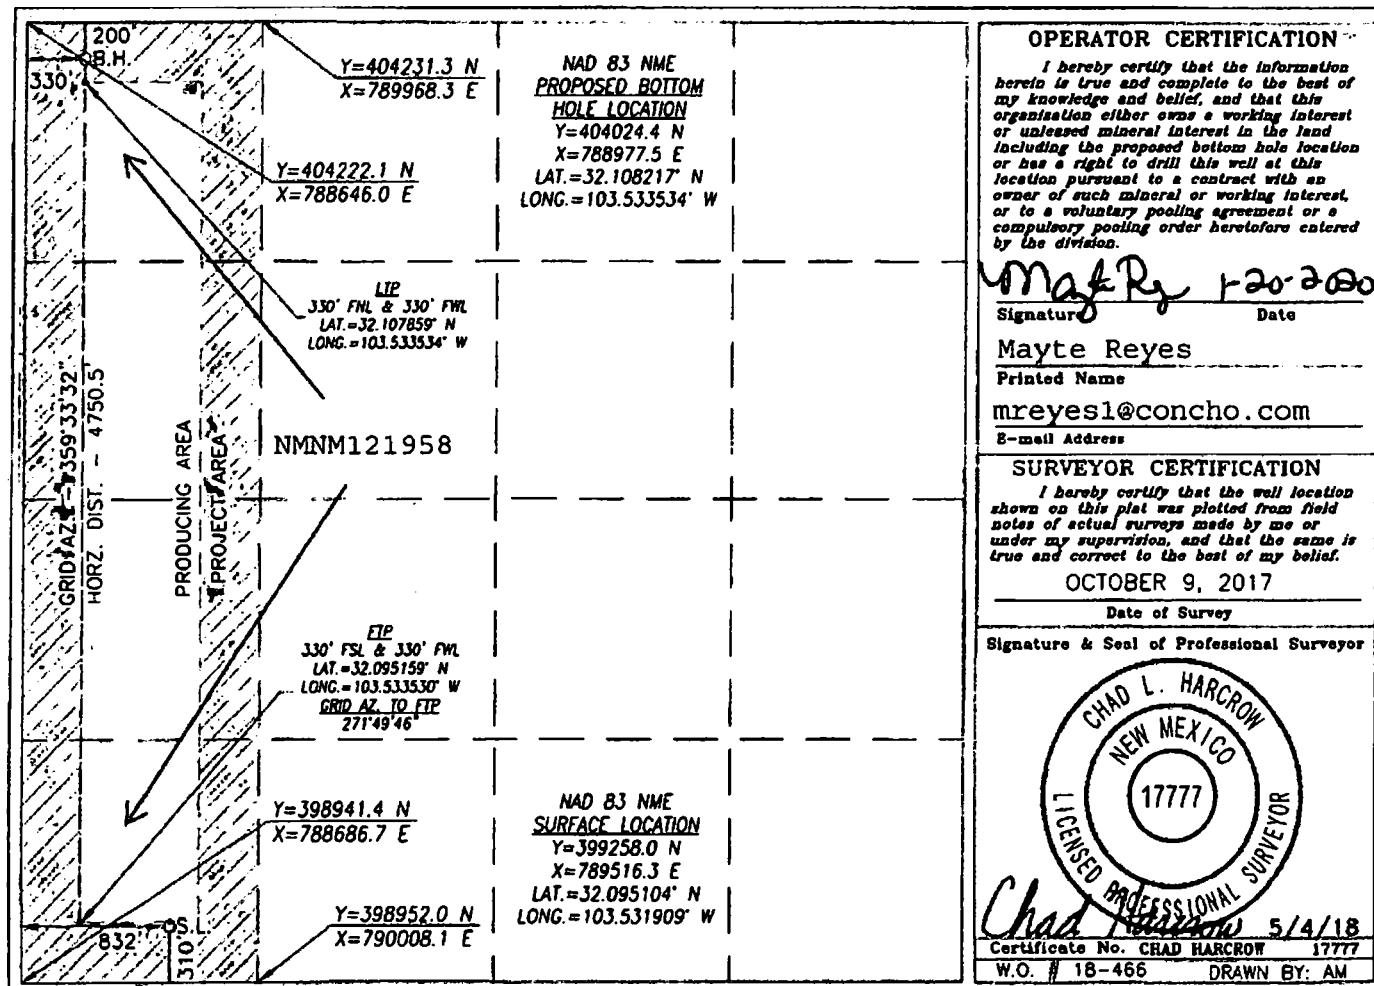 200'
B.H.
330'
Y=404231.3 N
X=789968.3 E
Y=404222.1 N
X=788646.0 E
NAD 83 NME
PROPOSED BOTTOM
HOLE LOCATION
Y=404024.4 N
X=788977.5 E
LAT.=32.108217° N
LONG.=103.533534° W
LTP
330' FNL & 330' FWL
LAT.=32.107859° N
LONG.=103.533534° W
GRID AZ. - 359°33'32"
HORZ. DIST. - 4750.5'
PRODUCING AREA
PROJECT AREA
NMNM121958
FTP
330' FSL & 330' FWL
LAT.=32.095159° N
LONG.=103.533530° W
GRID AZ. TO FTP
271°49'46"
Y=398941.4 N
X=788686.7 E
Y=398952.0 N
X=790008.1 E
NAD 83 NME
SURFACE LOCATION
Y=399258.0 N
X=789516.3 E
LAT.=32.095104° N
LONG.=103.531909° W
S.L.
832'
310'
OPERATOR CERTIFICATION
I hereby certify that the information
herein is true and complete to the best of
my knowledge and belief, and that this
organization either owns a working interest
or unleased mineral interest in the land
including the proposed bottom hole location
or has a right to drill this well at this
location pursuant to a contract with an
owner of such mineral or working interest,
or to a voluntary pooling agreement or a
compulsory pooling order heretofore entered
by the division.
1-20-2020
Signature Date
Mayte Reyes
Printed Name
mreyes1@concho.com
E-mail Address
SURVEYOR CERTIFICATION
I hereby certify that the well location
shown on this plat was plotted from field
notes of actual surveys made by me or
under my supervision, and that the same is
true and correct to the best of my belief.
OCTOBER 9, 2017
Date of Survey
Signature & Seal of Professional Surveyor
CHAD L. HARCROW
NEW MEXICO
17777
LICENSED PROFESSIONAL SURVEYOR
Chad Harcrow 5/4/18
Certificate No. CHAD HARCROW 17777
W.O. # 18-466 DRAWN BY: AM